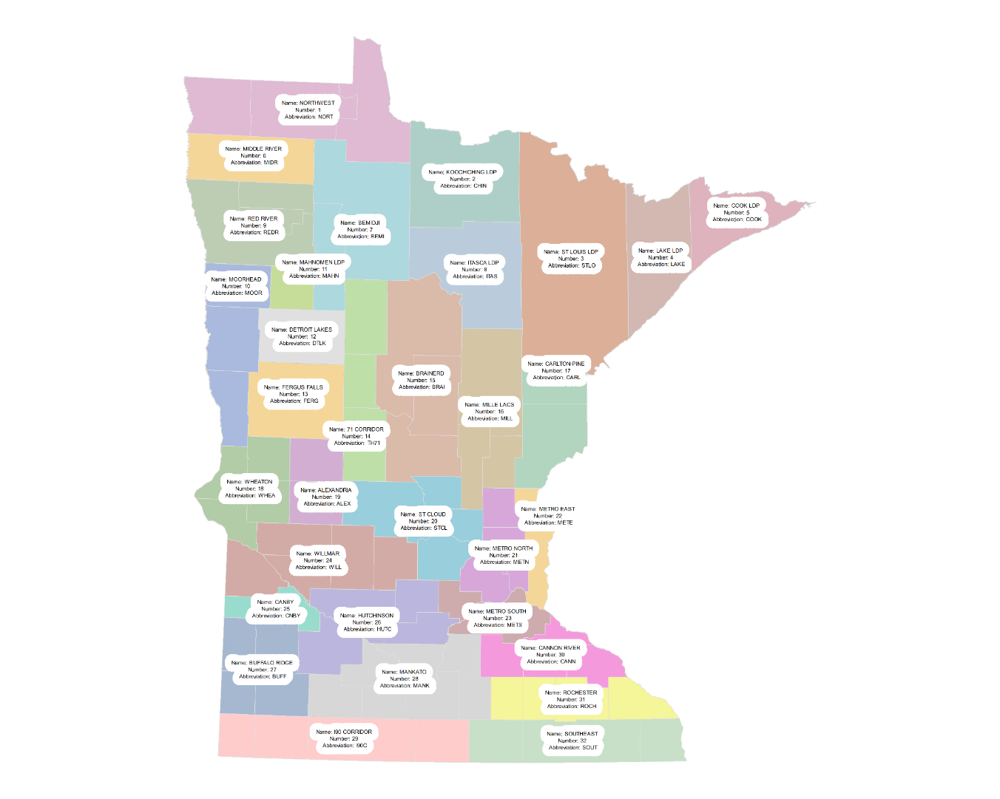 Name: NORTHWEST
Number: 1
Abbreviation: NORT
Name: MIDDLE RIVER
Number: 6
Abbreviation: MIDR
Name: KOOCHICHING LDP
Number: 2
Abbreviation: CHIN
Name: COOK LDP
Number: 5
Abbreviation: COOK
Name: RED RIVER
Number: 9
Abbreviation: REDR
Name: BEMIDJI
Number: 7
Abbreviation: BEMI
Name: ST LOUIS LDP
Number: 3
Abbreviation: STLO
Name: LAKE LDP
Number: 4
Abbreviation: LAKE
Name: MAHNOMEN LDP
Number: 11
Abbreviation: MAHN
Name: ITASCA LDP
Number: 8
Abbreviation: ITAS
Name: MOORHEAD
Number: 10
Abbreviation: MOOR
Name: DETROIT LAKES
Number: 12
Abbreviation: DTLK
Name: CARLTON-PINE
Number: 17
Abbreviation: CARL
Name: BRAINERD
Number: 15
Abbreviation: BRAI
Name: FERGUS FALLS
Number: 13
Abbreviation: FERG
Name: MILLE LACS
Number: 16
Abbreviation: MILL
Name: 71 CORRIDOR
Number: 14
Abbreviation: TH71
Name: WHEATON
Number: 18
Abbreviation: WHEA
Name: ALEXANDRIA
Number: 19
Abbreviation: ALEX
Name: METRO EAST
Number: 22
Abbreviation: METE
Name: ST CLOUD
Number: 20
Abbreviation: STCL
Name: METRO NORTH
Number: 21
Abbreviation: METN
Name: WILLMAR
Number: 24
Abbreviation: WILL
Name: CANBY
Number: 25
Abbreviation: CNBY
Name: HUTCHINSON
Number: 26
Abbreviation: HUTC
Name: METRO SOUTH
Number: 23
Abbreviation: METS
Name: CANNON RIVER
Number: 30
Abbreviation: CANN
Name: BUFFALO RIDGE
Number: 27
Abbreviation: BUFF
Name: MANKATO
Number: 28
Abbreviation: MANK
Name: ROCHESTER
Number: 31
Abbreviation: ROCH
Name: I90 CORRIDOR
Number: 29
Abbreviation: I90C
Name: SOUTHEAST
Number: 32
Abbreviation: SOUT